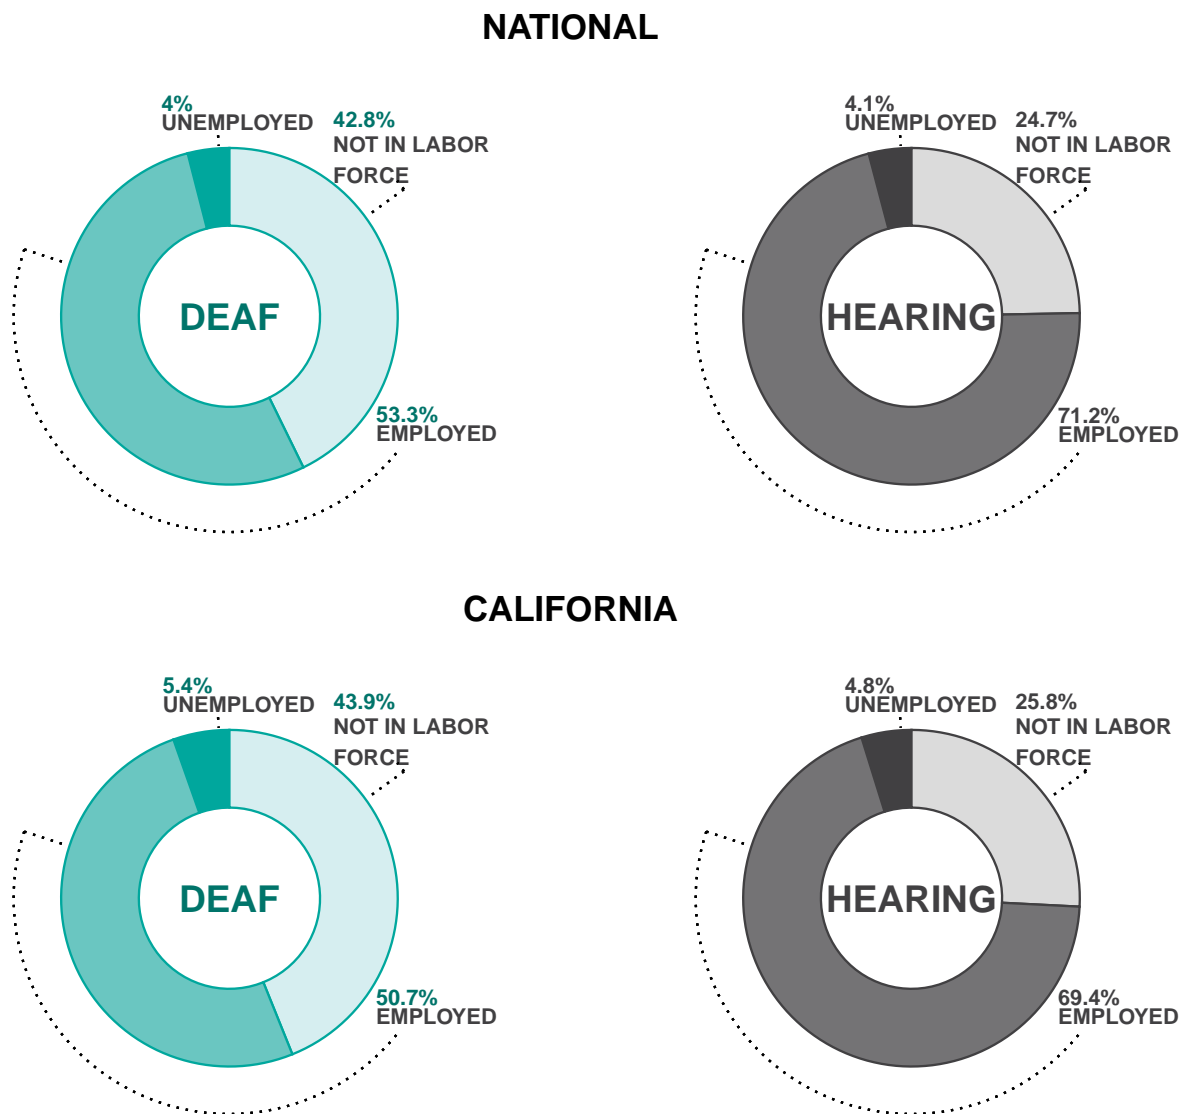 NATIONAL
4%
UNEMPLOYED
42.8%
NOT IN LABOR
FORCE
DEAF
53.3%
EMPLOYED
4.1%
UNEMPLOYED
24.7%
NOT IN LABOR
FORCE
HEARING
71.2%
EMPLOYED
CALIFORNIA
5.4%
UNEMPLOYED
43.9%
NOT IN LABOR
FORCE
DEAF
50.7%
EMPLOYED
4.8%
UNEMPLOYED
25.8%
NOT IN LABOR
FORCE
HEARING
69.4%
EMPLOYED